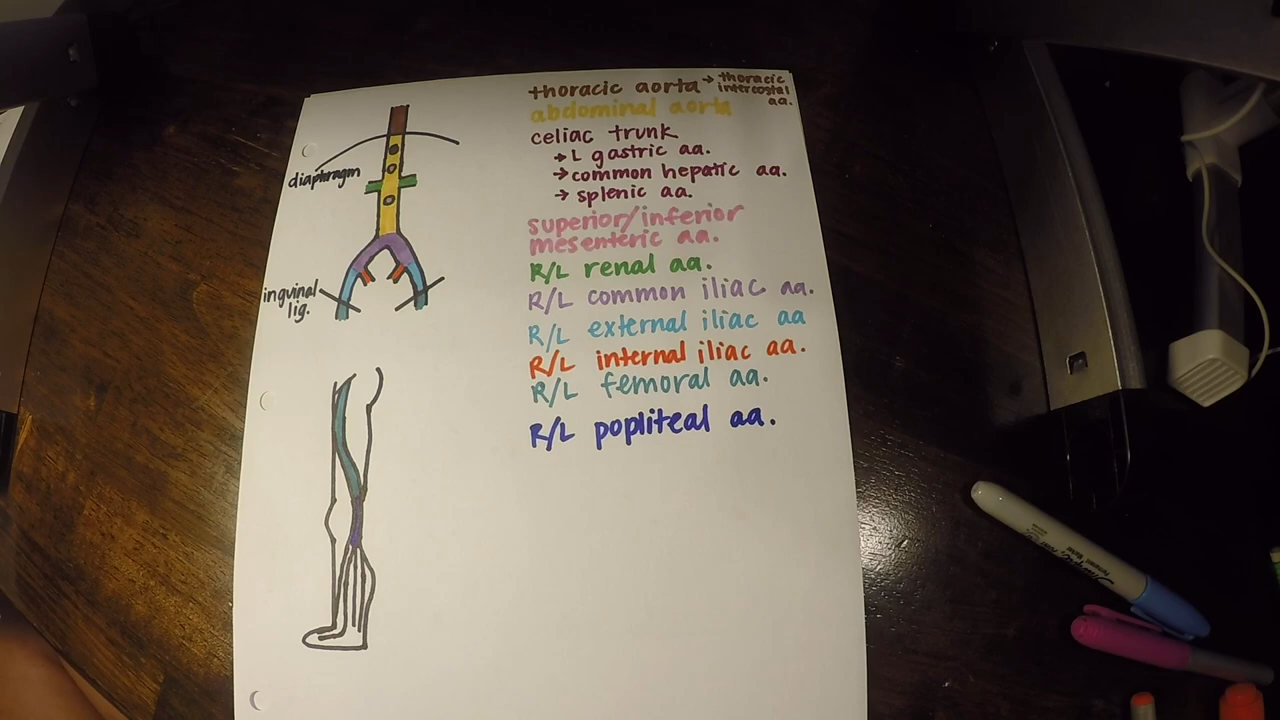 thoracic aorta → thoracic
intercostal
aa.
abdominal aorta
celiac trunk
→ L gastric aa.
→ common hepatic aa.
→ splenic aa.
superior/inferior
mesenteric aa.
R/L renal aa.
R/L common iliac aa.
R/L external iliac aa
R/L internal iliac aa.
R/L femoral aa.
R/L popliteal aa.
diaphragm
inguinal
lig.